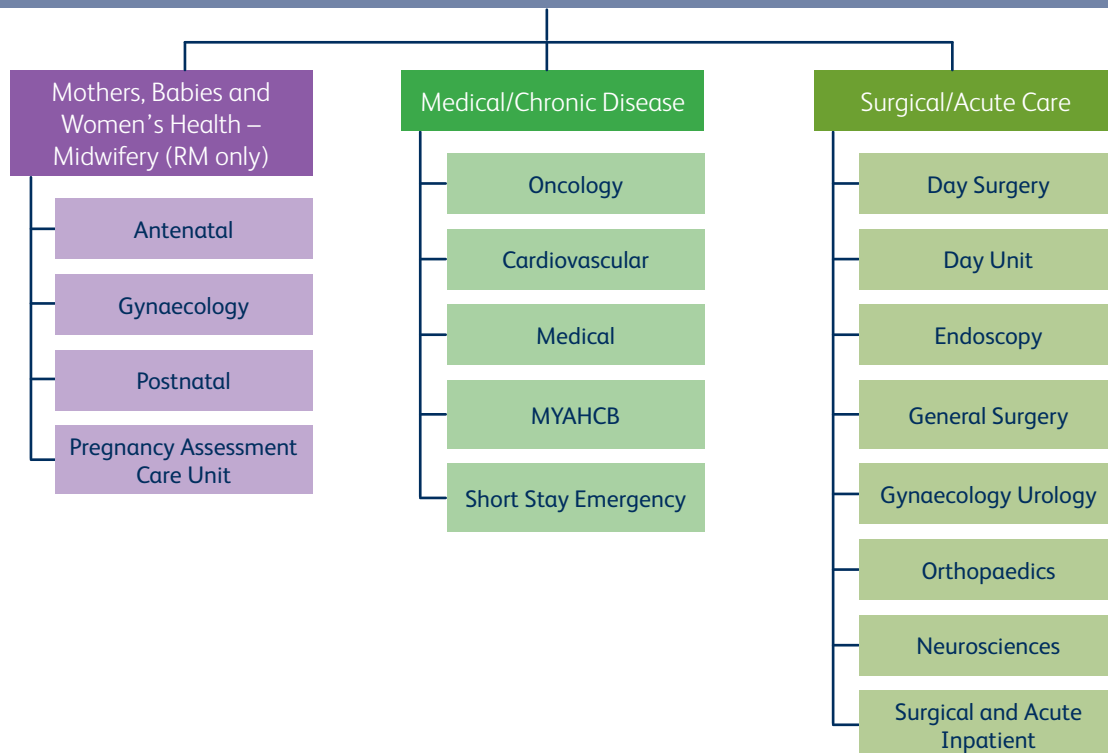 Mothers, Babies and
Women’s Health –
Midwifery (RM only)
Antenatal
Gynaecology
Postnatal
Pregnancy Assessment
Care Unit
Medical/Chronic Disease
Oncology
Cardiovascular
Medical
MYAHCB
Short Stay Emergency
Surgical/Acute Care
Day Surgery
Day Unit
Endoscopy
General Surgery
Gynaecology Urology
Orthopaedics
Neurosciences
Surgical and Acute
Inpatient